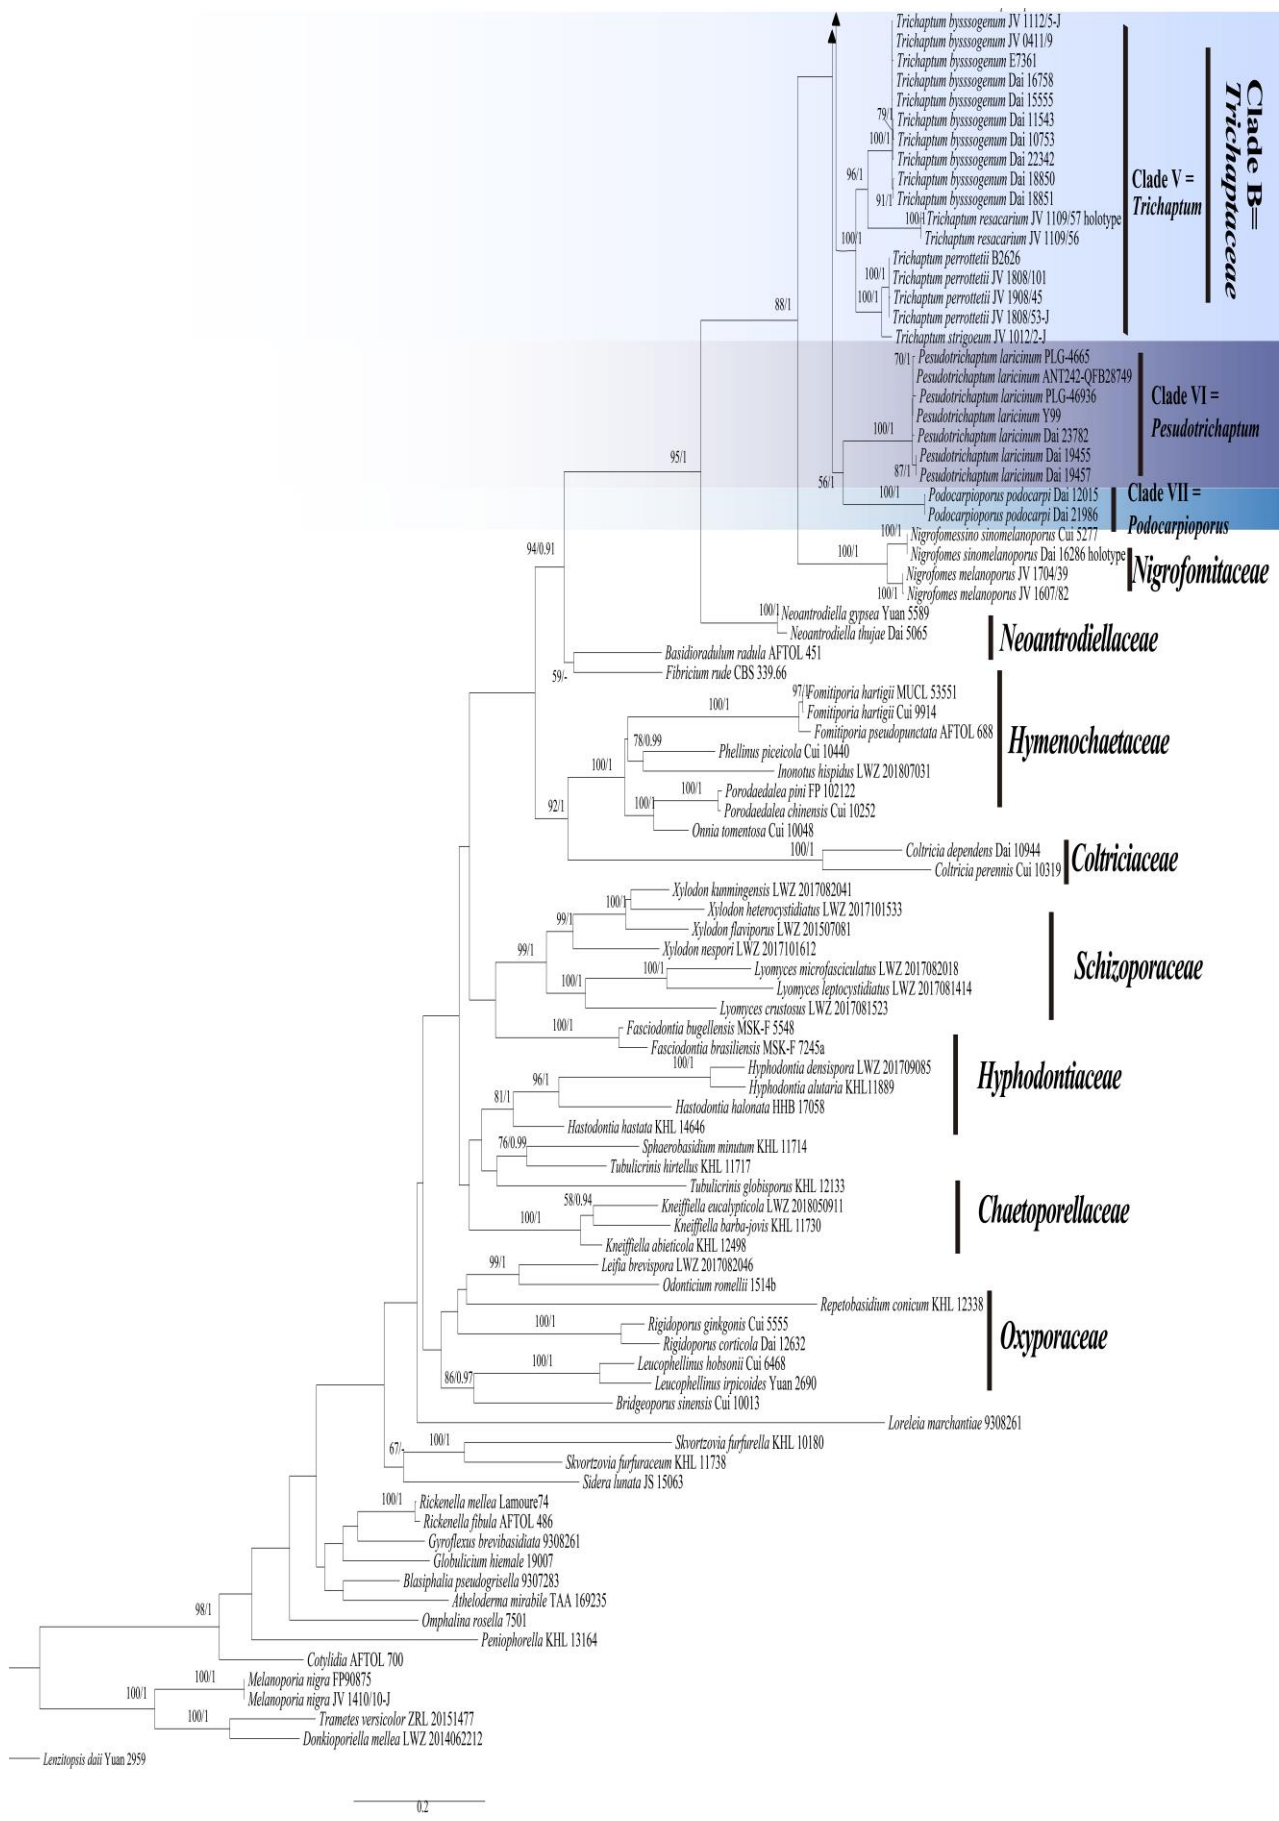 Trichaptum bysssogenum JV 1112/5-J
Trichaptum bysssogenum JV 0411/9
Trichaptum bysssogenum E7361
Trichaptum bysssogenum Dai 16758
Trichaptum bysssogenum Dai 15555
79/1
Trichaptum bysssogenum Dai 11543
100/1
Trichaptum bysssogenum Dai 10753
Trichaptum bysssogenum Dai 22342
96/1
Trichaptum bysssogenum Dai 18850
91/1
Trichaptum bysssogenum Dai 18851
100/1
Trichaptum resacarium JV 1109/57 holotype
100/1
Trichaptum resacarium JV 1109/56
Trichaptum perrottetii B2626
100/1
Trichaptum perrottetii JV 1808/101
100/1
Trichaptum perrottetii JV 1908/45
88/1
Trichaptum perrottetii JV 1808/53-J
Trichaptum strigoeum JV 1012/2-J
Clade V =
Trichaptum
Clade B=
Trichaptaceae
70/1
Pesudotrichaptum laricinum PLG-4665
Pesudotrichaptum laricinum ANT242-QFB28749
Pesudotrichaptum laricinum PLG-46936
Pesudotrichaptum laricinum Y99
100/1
Pesudotrichaptum laricinum Dai 23782
95/1
Pesudotrichaptum laricinum Dai 19455
87/1
Pesudotrichaptum laricinum Dai 19457
56/1
Clade VI =
Pesudotrichaptum
100/1
Podocarpioporus podocarpi Dai 12015
Podocarpioporus podocarpi Dai 21986
Clade VII =
Podocarpioporus
100/1
Nigrofomessino sinomelanoporus Cui 5277
94/0.91
100/1
Nigrofomes sinomelanoporus Dai 16286 holotype
Nigrofomes melanoporus JV 1704/39
100/1
Nigrofomes melanoporus JV 1607/82
Nigrofomitaceae
100/1
Neoantrodiella gypsea Yuan 5589
Neoantrodiella thujae Dai 5065
Neoantrodiellaceae
Basidioradulum radula AFTOL 451
59/-
Fibricium rude CBS 339.66
97/1
Fomitiporia hartigii MUCL 53551
100/1
Fomitiporia hartigii Cui 9914
Fomitiporia pseudopunctata AFTOL 688
78/0.99
Phellinus piceicola Cui 10440
100/1
Inonotus hispidus LWZ 201807031
100/1
Porodaedalea pini FP 102122
92/1
100/1
Porodaedalea chinensis Cui 10252
Onnia tomentosa Cui 10048
Hymenochaetaceae
100/1
Coltricia dependens Dai 10944
Coltricia perennis Cui 10319
Coltriciaceae
Xylodon kunmingensis LWZ 2017082041
100/1
Xylodon heterocystidiatus LWZ 2017101533
99/1
Xylodon flaviporus LWZ 201507081
99/1
Xylodon nespori LWZ 2017101612
100/1
Lyomyces microfasciculatus LWZ 2017082018
100/1
Lyomyces leptocystidiatus LWZ 2017081414
Lyomyces crustosus LWZ 2017081523
Schizoporaceae
100/1
Fasciodontia bugellensis MSK-F 5548
Fasciodontia brasiliensis MSK-F 7245a
100/1
Hyphodontia densispora LWZ 201709085
96/1
Hyphodontia alutaria KHL11889
81/1
Hastodontia halonata HHB 17058
Hastodontia hastata KHL 14646
Hyphodontiaceae
76/0.99
Sphaerobasidium minutum KHL 11714
Tubulicrinis hirtellus KHL 11717
Tubulicrinis globisporus KHL 12133
58/0.94
Kneiffiella eucalypticola LWZ 2018050911
100/1
Kneiffiella barba-jovis KHL 11730
Kneiffiella abieticola KHL 12498
Chaetoporellaceae
99/1
Leifia brevispora LWZ 2017082046
Odonticium romellii 1514b
Repetobasidium conicum KHL 12338
100/1
Rigidoporus ginkgonis Cui 5555
Rigidoporus corticola Dai 12632
100/1
Leucophellinus hobsonii Cui 6468
86/0.97
Leucophellinus irpicoides Yuan 2690
Bridgeoporus sinensis Cui 10013
Oxyporaceae
Loreleia marchantiae 9308261
100/1
Skvortzovia furfurella KHL 10180
67/-
Skvortzovia furfuraceum KHL 11738
Sidera lunata JS 15063
100/1
Rickenella mellea Lamoure74
Rickenella fibula AFTOL 486
Gyroflexus brevibasidiata 9308261
Globulicium hiemale 19007
Blasiphalia pseudogrisella 9307283
Atheloderma mirabile TAA 169235
98/1
Omphalina rosella 7501
Peniophorella KHL 13164
Cotylidia AFTOL 700
100/1
Melanoporia nigra FP90875
100/1
Melanoporia nigra JV 1410/10-J
100/1
Trametes versicolor ZRL 20151477
Donkioporiella mellea LWZ 2014062212
Lenzitopsis daii Yuan 2959
0.2